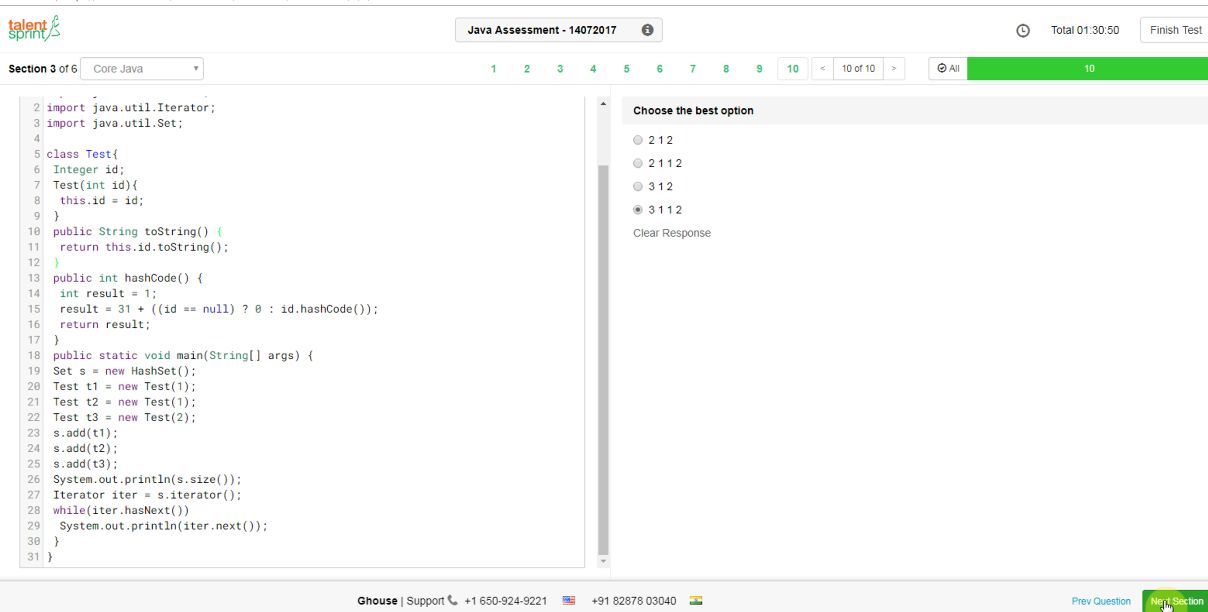 talent
sprint
Java Assessment - 14072017
Total 01:30:50
Finish Test
Section 3 of 6
Core Java
1 2 3 4 5 6 7 8 9 10 < 10 of 10 >
All
10
2 import java.util.Iterator;
3 import java.util.Set;
4
5 class Test{
6 Integer id;
7 Test(int id){
8 this.id = id;
9 }
10 public String toString() {
11 return this.id.toString();
12 }
13 public int hashCode() {
14 int result = 1;
15 result = 31 + ((id == null) ? 0 : id.hashCode());
16 return result;
17 }
18 public static void main(String[] args) {
19 Set s = new HashSet();
20 Test t1 = new Test(1);
21 Test t2 = new Test(1);
22 Test t3 = new Test(2);
23 s.add(t1);
24 s.add(t2);
25 s.add(t3);
26 System.out.println(s.size());
27 Iterator iter = s.iterator();
28 while(iter.hasNext())
29 System.out.println(iter.next());
30 }
31 }
Choose the best option
2 1 2
2 1 1 2
3 1 2
3 1 1 2
Clear Response
Ghouse | Support +1 650-924-9221 +91 82878 03040
Prev Question
Next Section